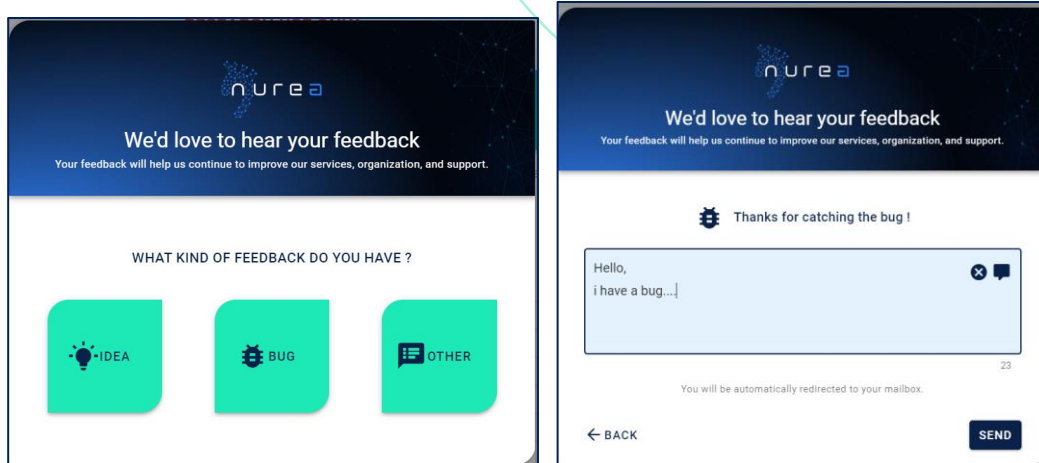 nurea
We'd love to hear your feedback
Your feedback will help us continue to improve our services, organization, and support.
WHAT KIND OF FEEDBACK DO YOU HAVE ?
IDEA
BUG
OTHER
nurea
We'd love to hear your feedback
Your feedback will help us continue to improve our services, organization, and support.
Thanks for catching the bug !
Hello,
i have a bug....
23
You will be automatically redirected to your mailbox.
BACK
SEND